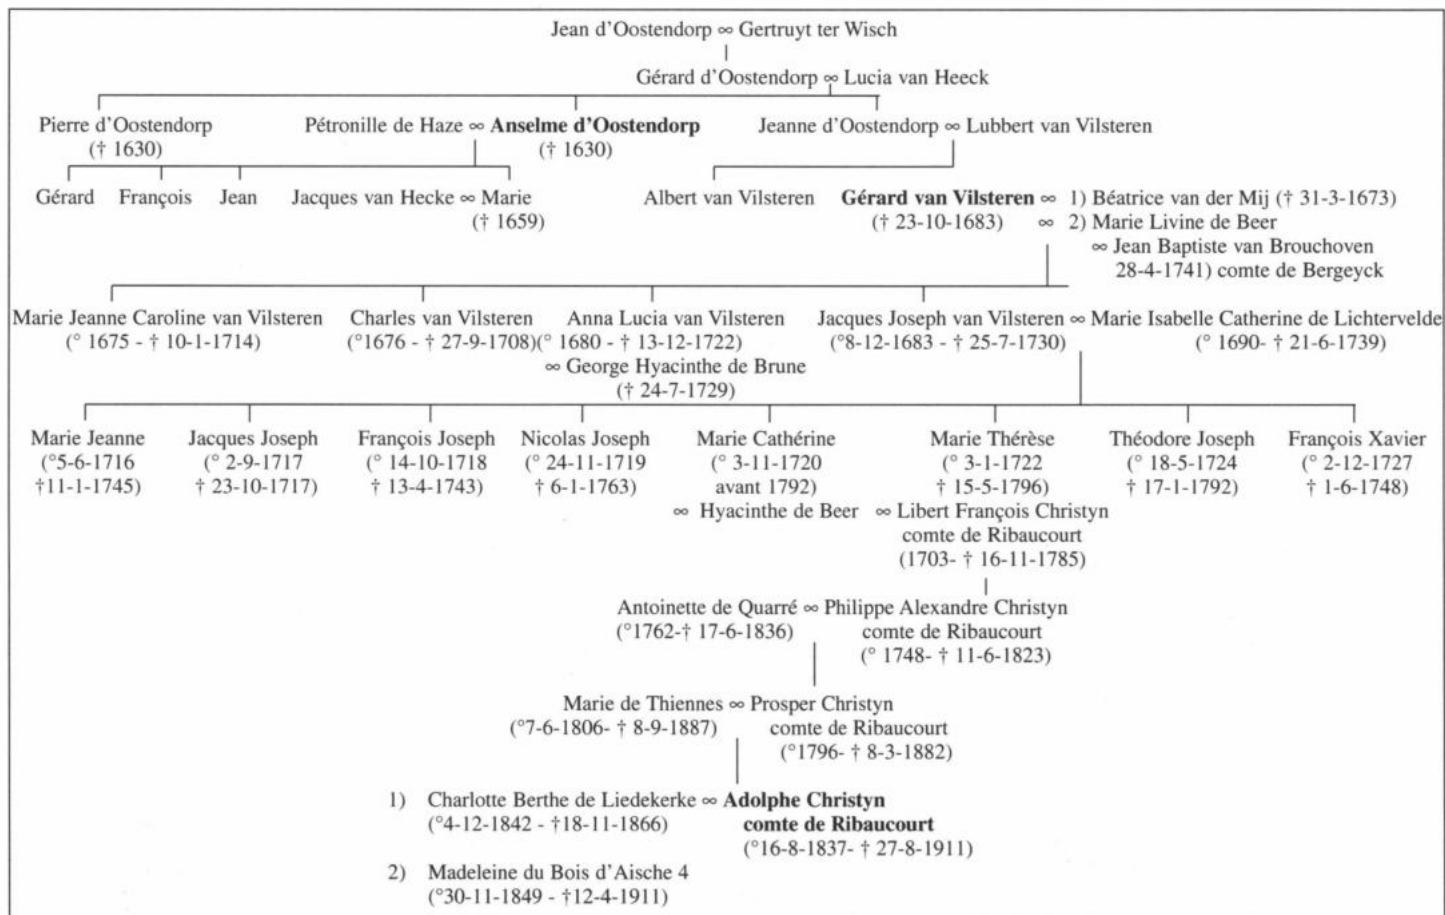 Jean d'Oostendorp ∞ Gertruyt ter Wisch
Gérard d'Oostendorp ∞ Lucia van Heeck
Pierre d'Oostendorp Pétronille de Haze ∞ Anselme d'Oostendorp Jeanne d'Oostendorp ∞ Lubbert van Vilsteren
(† 1630) († 1630)
Gérard François Jean Jacques van Hecke ∞ Marie Albert van Vilsteren Gérard van Vilsteren ∞ 1) Béatrice van der Mij († 31-3-1673)
(† 1659) († 23-10-1683) ∞ 2) Marie Livine de Beer
∞ Jean Baptiste van Brouchoven
28-4-1741) comte de Bergeyck
Marie Jeanne Caroline van Vilsteren Charles van Vilsteren Anna Lucia van Vilsteren Jacques Joseph van Vilsteren ∞ Marie Isabelle Catherine de Lichtervelde
(° 1675 - † 10-1-1714) (°1676 - † 27-9-1708)(° 1680 - † 13-12-1722) (°8-12-1683 - † 25-7-1730) (° 1690- † 21-6-1739)
∞ George Hyacinthe de Brune
(† 24-7-1729)
Marie Jeanne Jacques Joseph François Joseph Nicolas Joseph Marie Cathérine Marie Thérèse Théodore Joseph François Xavier
(°5-6-1716 (° 2-9-1717 (° 14-10-1718 (° 24-11-1719 (° 3-11-1720 (° 3-1-1722 (° 18-5-1724 (° 2-12-1727
†11-1-1745) † 23-10-1717) † 13-4-1743) † 6-1-1763) avant 1792) † 15-5-1796) † 17-1-1792) † 1-6-1748)
∞ Hyacinthe de Beer ∞ Libert François Christyn
comte de Ribaucourt
(1703- † 16-11-1785)
Antoinette de Quarré ∞ Philippe Alexandre Christyn
(°1762-† 17-6-1836) comte de Ribaucourt
(° 1748- † 11-6-1823)
Marie de Thiennes ∞ Prosper Christyn
(°7-6-1806- † 8-9-1887) comte de Ribaucourt
(°1796- † 8-3-1882)
1) Charlotte Berthe de Liedekerke ∞ Adolphe Christyn
(°4-12-1842 - †18-11-1866) comte de Ribaucourt
(°16-8-1837- † 27-8-1911)
2) Madeleine du Bois d'Aische 4
(°30-11-1849 - †12-4-1911)